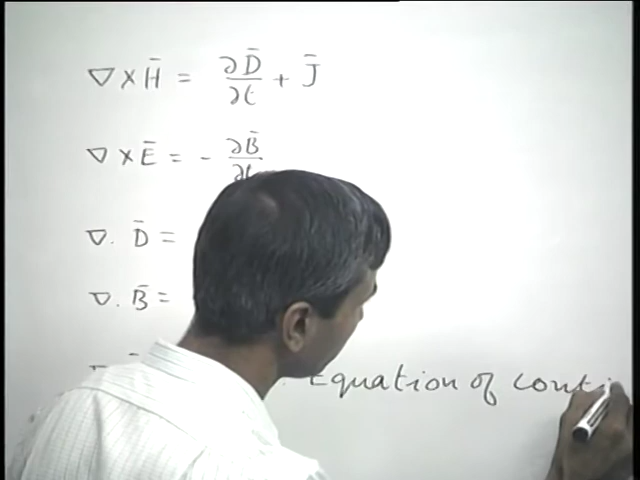 ∇ × H̄ = ∂D̄/∂t + J̄
∇ × Ē = - ∂B̄/∂t
∇. D̄ =
∇. B̄ =
Equation of conti